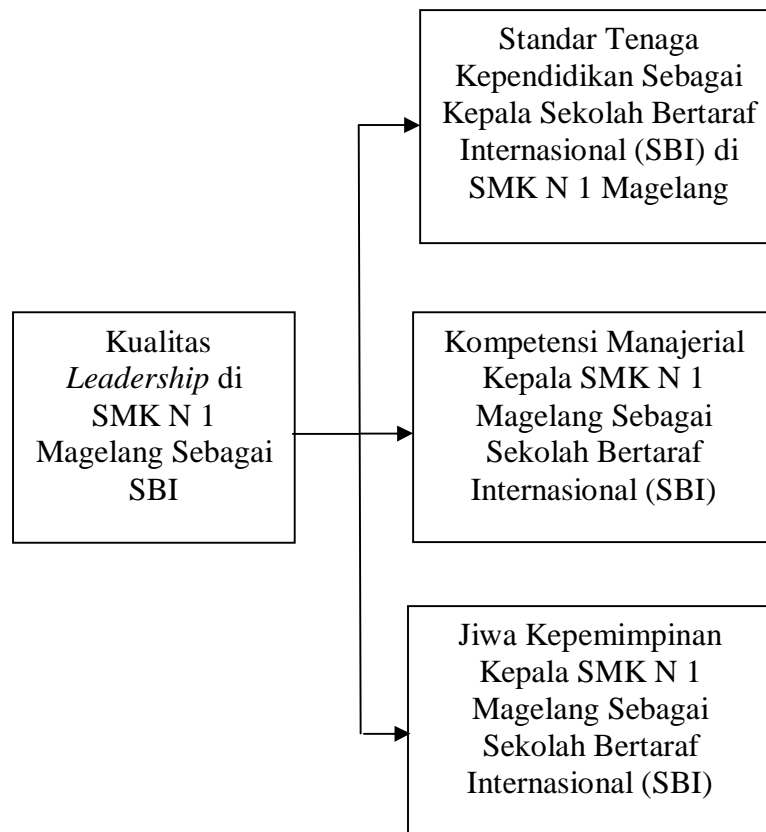 Standar Tenaga
Kependidikan Sebagai
Kepala Sekolah Bertaraf
Internasional (SBI) di
SMK N 1 Magelang
Kualitas
Leadership di
SMK N 1
Magelang Sebagai
SBI
Kompetensi Manajerial
Kepala SMK N 1
Magelang Sebagai
Sekolah Bertaraf
Internasional (SBI)
Jiwa Kepemimpinan
Kepala SMK N 1
Magelang Sebagai
Sekolah Bertaraf
Internasional (SBI)